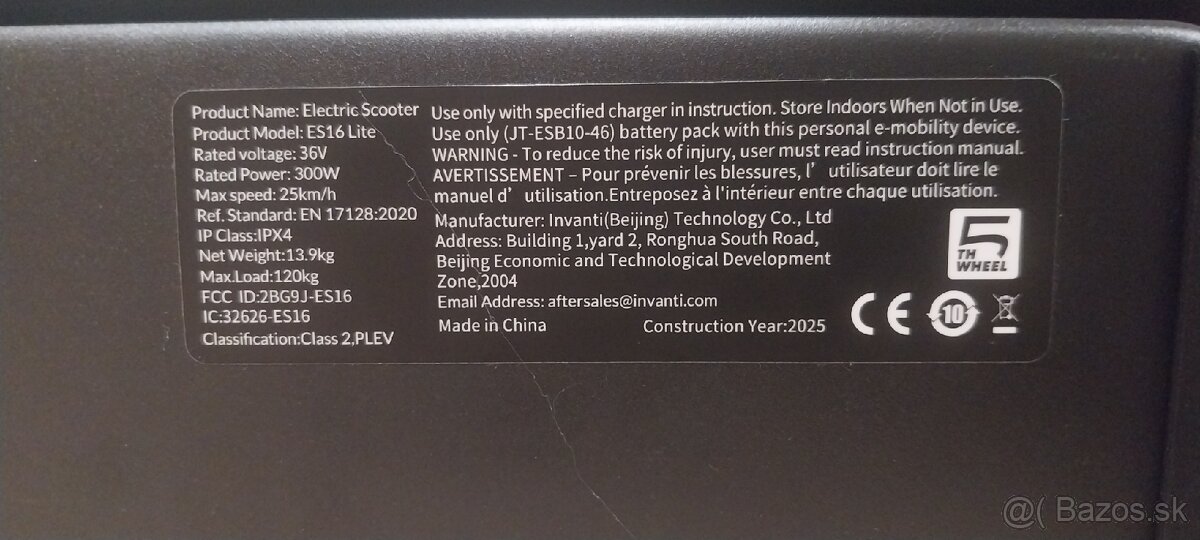 Product Name: Electric Scooter
Product Model: ES16 Lite
Rated voltage: 36V
Rated Power: 300W
Max speed: 25km/h
Ref. Standard: EN 17128:2020
IP Class:IPX4
Net Weight:13.9kg
Max.Load:120kg
FCC ID:2BG9J-ES16
IC:32626-ES16
Classification:Class 2,PLEV
Use only with specified charger in instruction. Store Indoors When Not in Use.
Use only (JT-ESB10-46) battery pack with this personal e-mobility device.
WARNING - To reduce the risk of injury, user must read instruction manual.
AVERTISSEMENT – Pour prévenir les blessures, l' utilisateur doit lire le
manuel d' utilisation.Entreposez à l'intérieur entre chaque utilisation.
Manufacturer: Invanti(Beijing) Technology Co., Ltd
Address: Building 1,yard 2, Ronghua South Road,
Beijing Economic and Technological Development
Zone,2004
Email Address: aftersales@invanti.com
Made in China Construction Year:2025
5
TH
WHEEL
CE 10
@( Bazos.sk